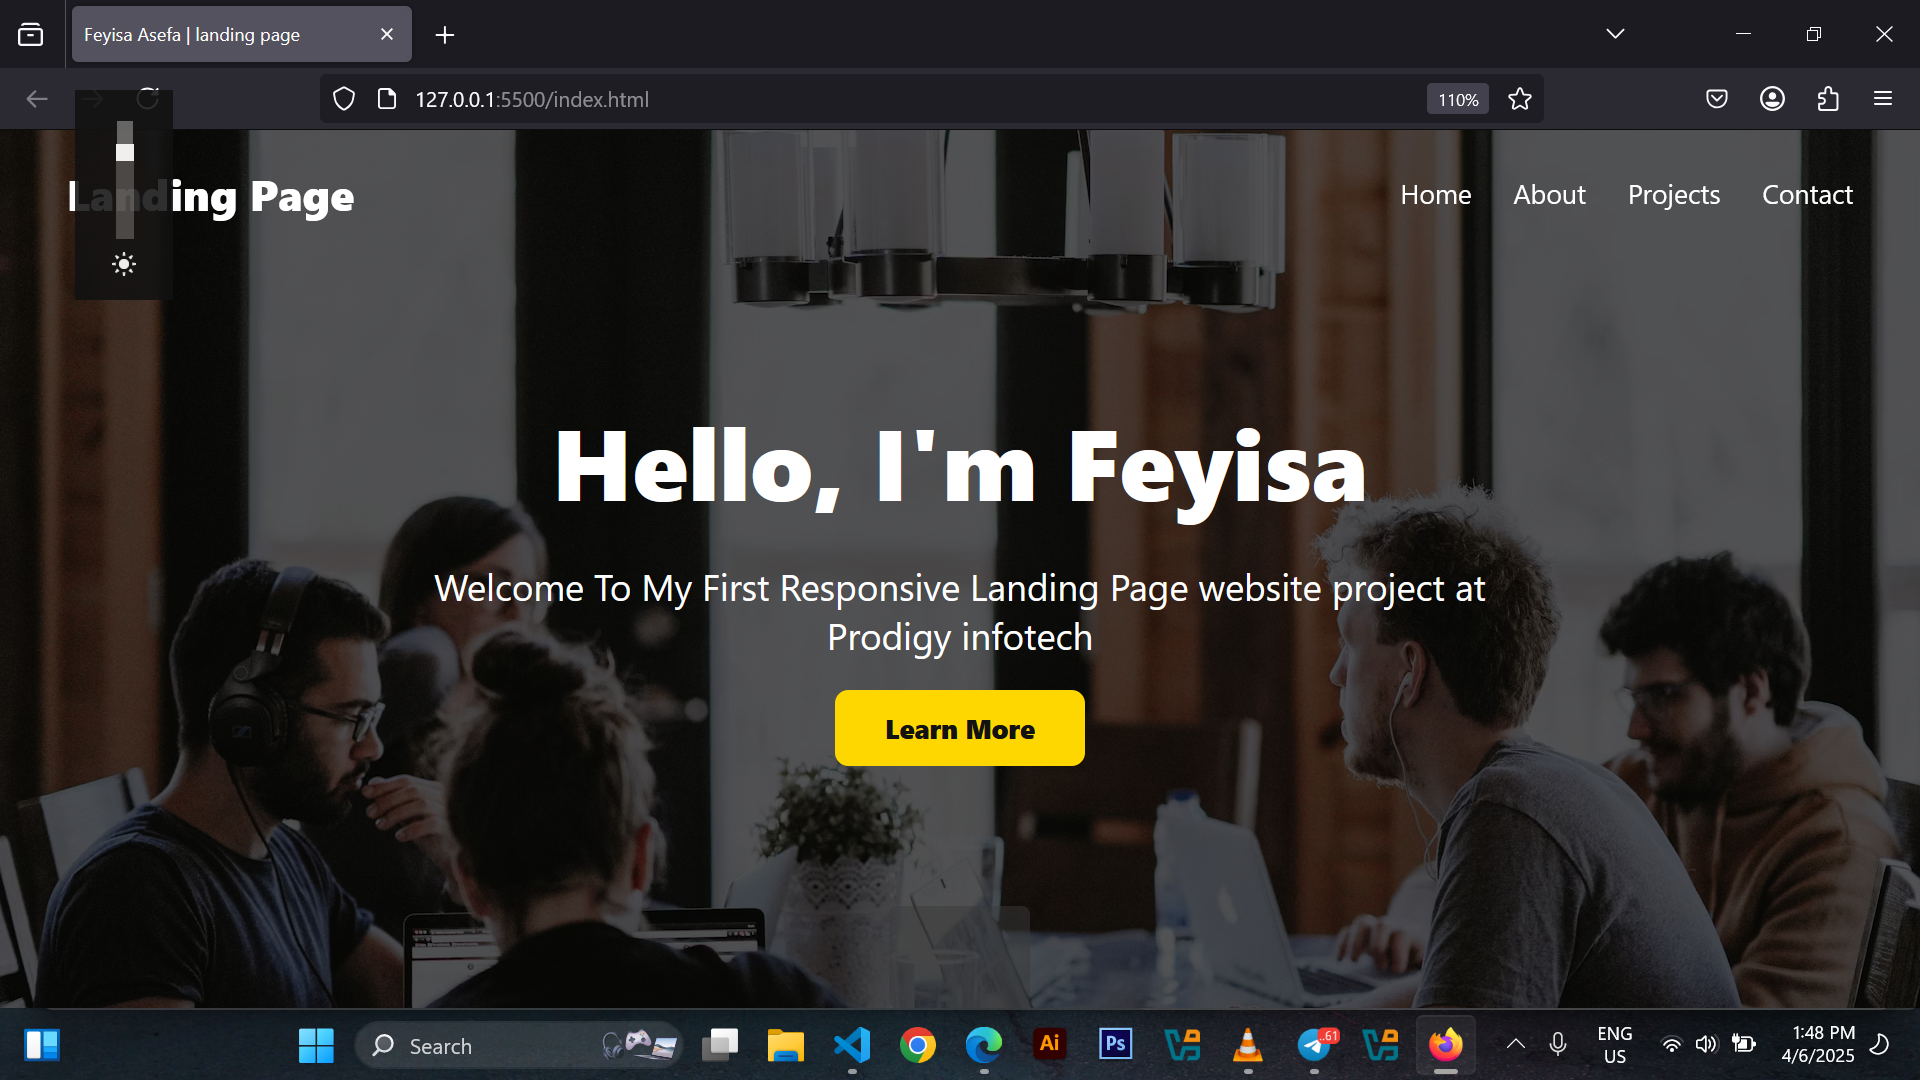 Feyisa Asefa | landing page
127.0.0.1:5500/index.html
110%
Landing Page
Home
About
Projects
Contact
Hello, I'm Feyisa
Welcome To My First Responsive Landing Page website project at
Prodigy infotech
Learn More
Search
Ai
Ps
..61
ENG
US
1:48 PM
4/6/2025